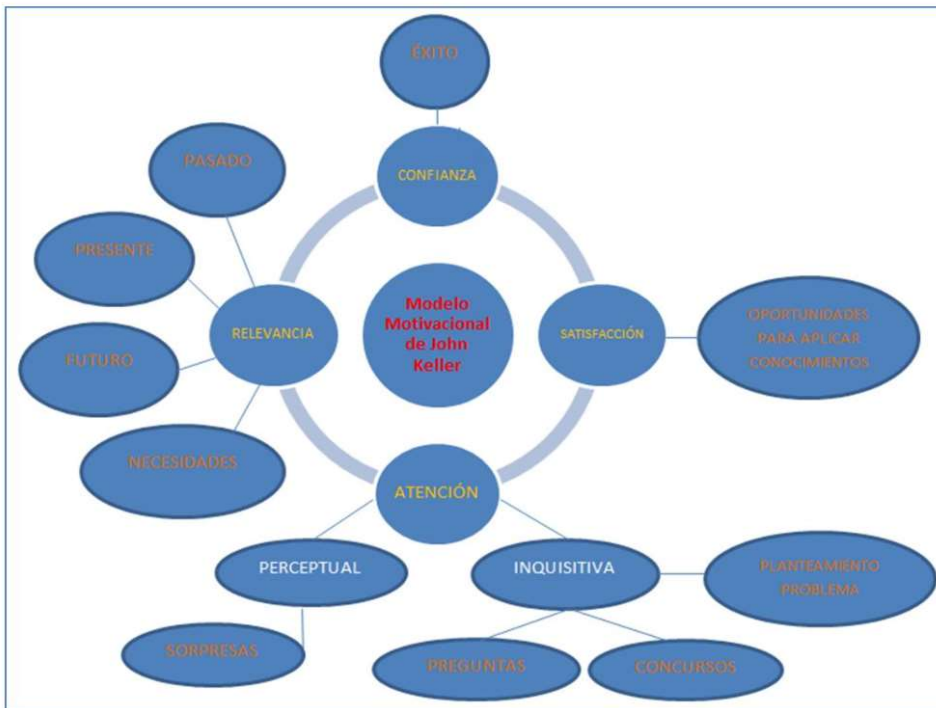 ÉXITO
CONFIANZA
PASADO
PRESENTE
RELEVANCIA
FUTURO
NECESIDADES
Modelo
Motivacional
de John
Keller
SATISFACCIÓN
OPORTUNIDADES
PARA APLICAR
CONOCIMIENTOS
ATENCIÓN
PERCEPTUAL
SORPRESAS
INQUISITIVA
PREGUNTAS
CONCURSOS
PLANTEAMIENTO
PROBLEMA